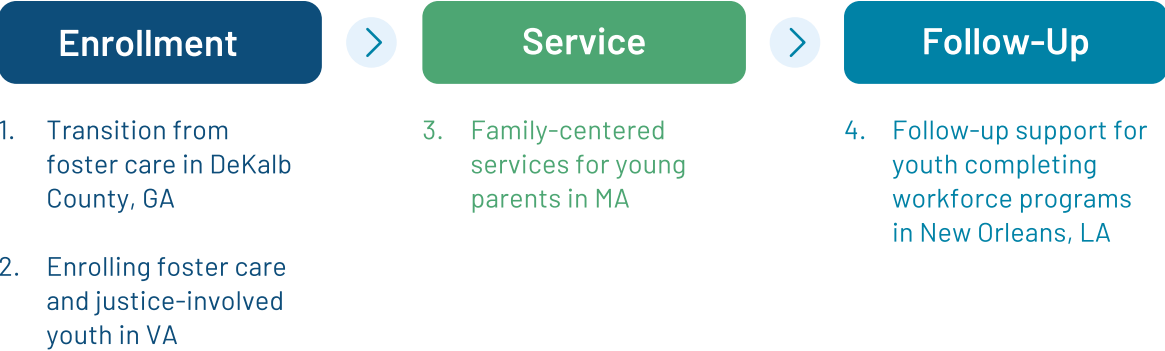 Enrollment
1. Transition from
foster care in DeKalb
County, GA
2. Enrolling foster care
and justice-involved
youth in VA
Service
3. Family-centered
services for young
parents in MA
Follow-Up
4. Follow-up support for
youth completing
workforce programs
in New Orleans, LA